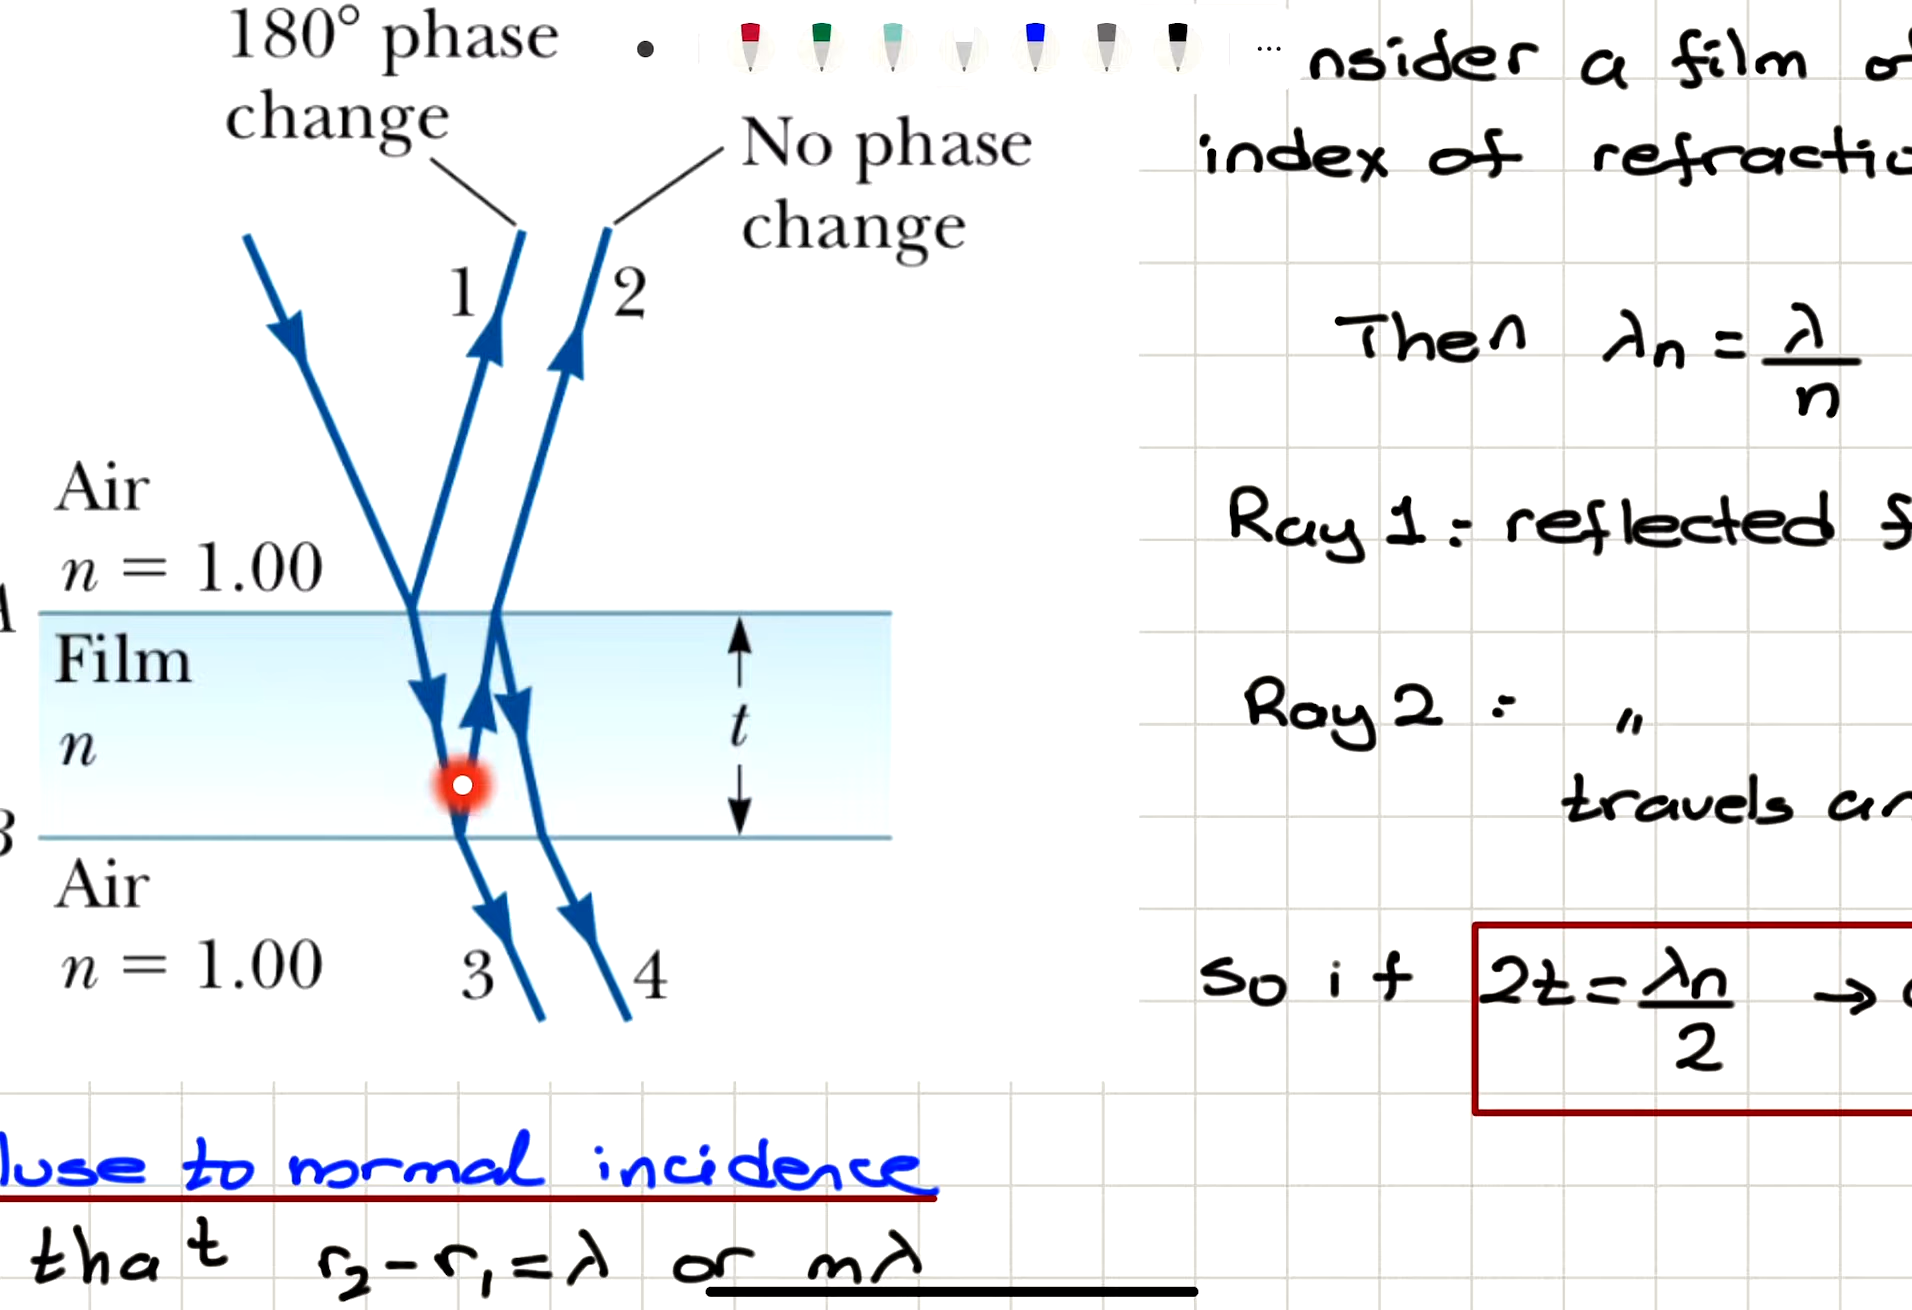 180° phase
change
No phase
change
1
2
Air
n = 1.00
A
Film
n
t
B
Air
n = 1.00
3
4
nsider a film of
index of refractio
Then λn = λ/n
Ray 1: reflected f
Ray 2 : "
travels an
So if 2t = λn/2 →
luse to normal incidence
that r₂ - r₁ = λ or mλ